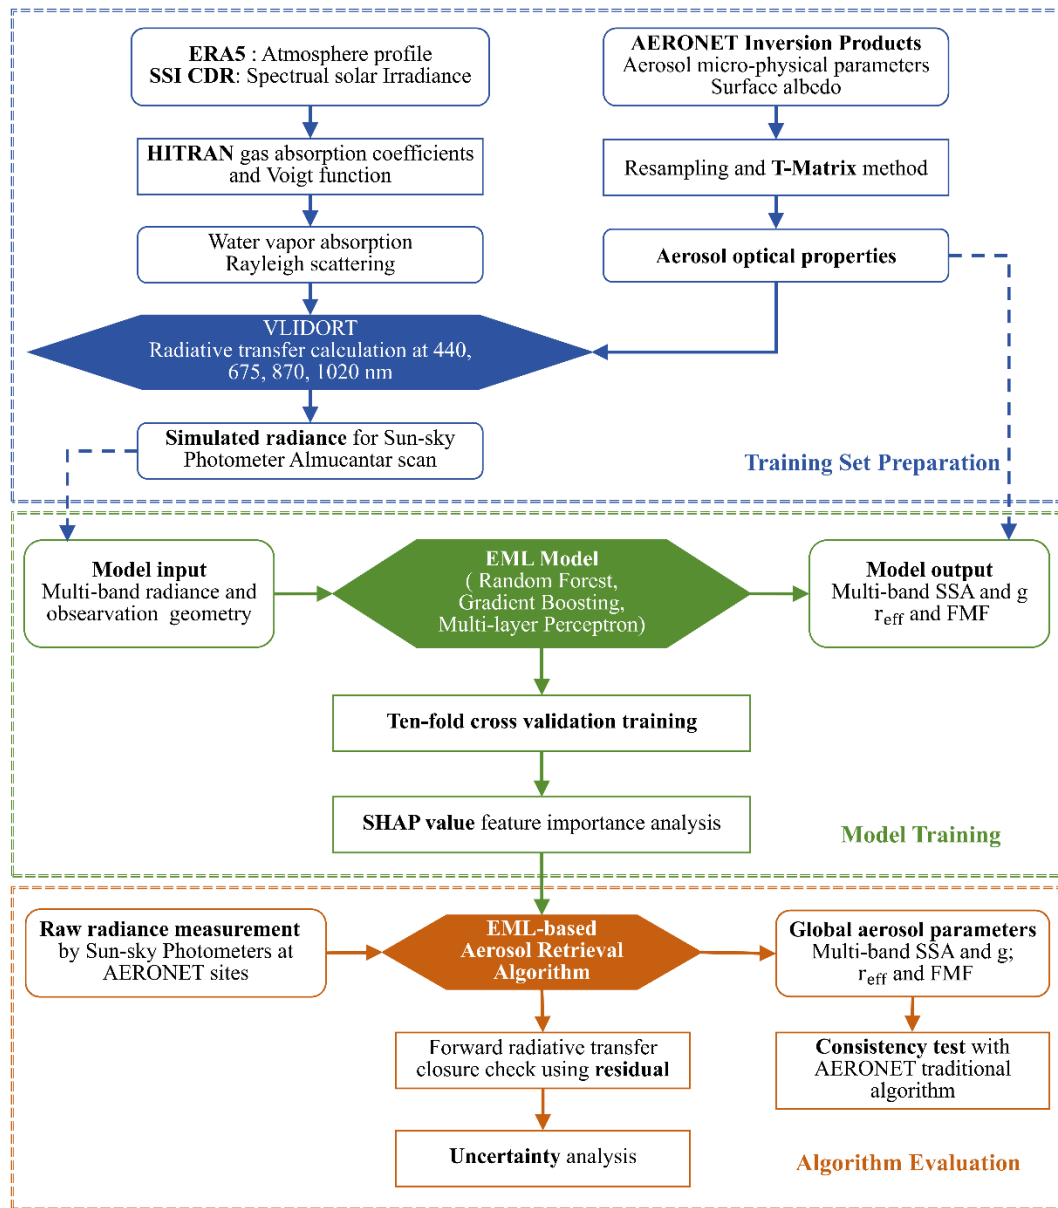 ERA5 : Atmosphere profile
SSI CDR: Spectrual solar Irradiance
HITRAN gas absorption coefficients
and Voigt function
Water vapor absorption
Rayleigh scattering
AERONET Inversion Products
Aerosol micro-physical parameters
Surface albedo
Resampling and T-Matrix method
Aerosol optical properties
VLIDORT
Radiative transfer calculation at 440,
675, 870, 1020 nm
Simulated radiance for Sun-sky
Photometer Almucantar scan
Training Set Preparation
Model input
Multi-band radiance and
obsearvation geometry
EML Model
( Random Forest,
Gradient Boosting,
Multi-layer Perceptron)
Model output
Multi-band SSA and g
r_eff and FMF
Ten-fold cross validation training
SHAP value feature importance analysis
Model Training
Raw radiance measurement
by Sun-sky Photometers at
AERONET sites
EML-based
Aerosol Retrieval
Algorithm
Global aerosol parameters
Multi-band SSA and g;
r_eff and FMF
Forward radiative transfer
closure check using residual
Consistency test with
AERONET traditional
algorithm
Uncertainty analysis
Algorithm Evaluation